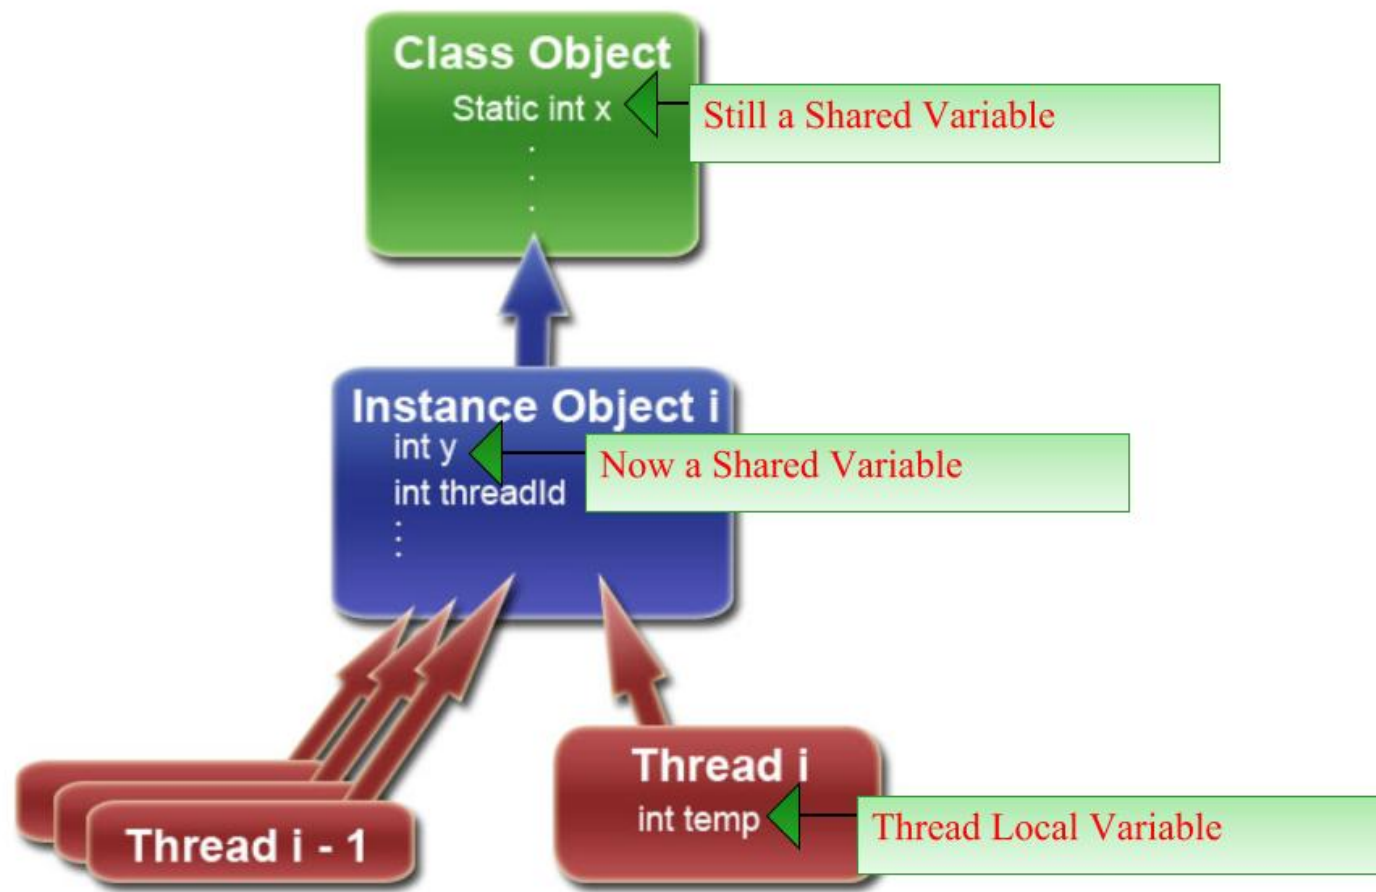 Class Object
Static int x
Still a Shared Variable
.
.
.
Instance Object i
int y
Now a Shared Variable
int threadId
.
.
.
Thread i
int temp
Thread Local Variable
Thread i - 1